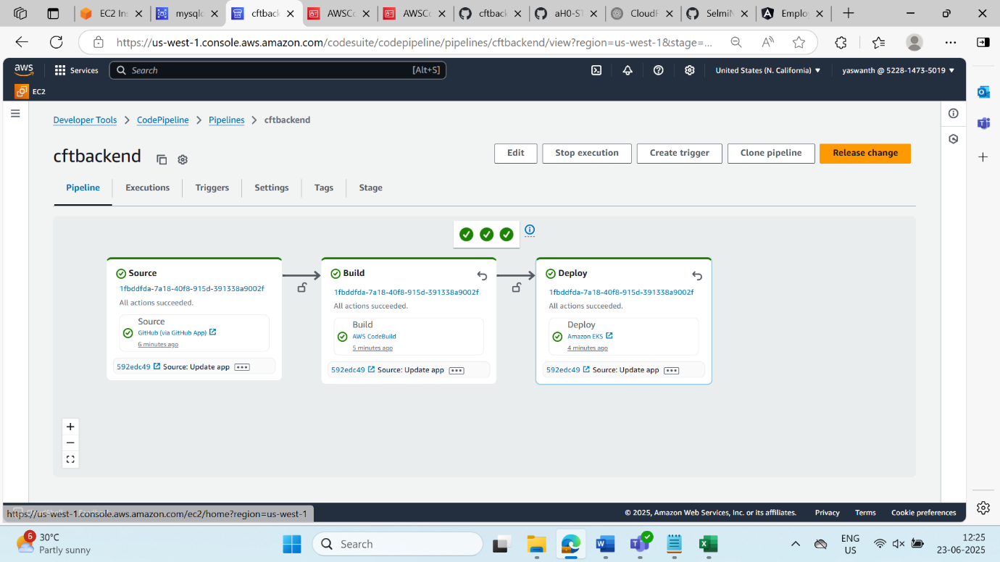 EC2 Ins
mysqlc
cftback
AWSCo
AWSCo
cftback
aH0-ST
CloudF
SelmiN
Employ
https://us-west-1.console.aws.amazon.com/codesuite/codepipeline/pipelines/cftbackend/view?region=us-west-1&stage=...
aws
Services
Search
[Alt+S]
United States (N. California)
yaswanth @ 5228-1473-5019
EC2
Developer Tools
CodePipeline
Pipelines
cftbackend
cftbackend
Edit
Stop execution
Create trigger
Clone pipeline
Release change
Pipeline
Executions
Triggers
Settings
Tags
Stage
Source
1fbddfda-7a18-40f8-915d-391338a9002f
All actions succeeded.
Source
GitHub (via GitHub App)
6 minutes ago
592edc49 Source: Update app
Build
1fbddfda-7a18-40f8-915d-391338a9002f
All actions succeeded.
Build
AWS CodeBuild
5 minutes ago
592edc49 Source: Update app
Deploy
1fbddfda-7a18-40f8-915d-391338a9002f
All actions succeeded.
Deploy
Amazon EKS
4 minutes ago
592edc49 Source: Update app
https://us-west-1.console.aws.amazon.com/ec2/home?region=us-west-1
© 2025, Amazon Web Services, Inc. or its affiliates.
Privacy
Terms
Cookie preferences
6
30°C
Partly sunny
Search
ENG
US
12:25
23-06-2025